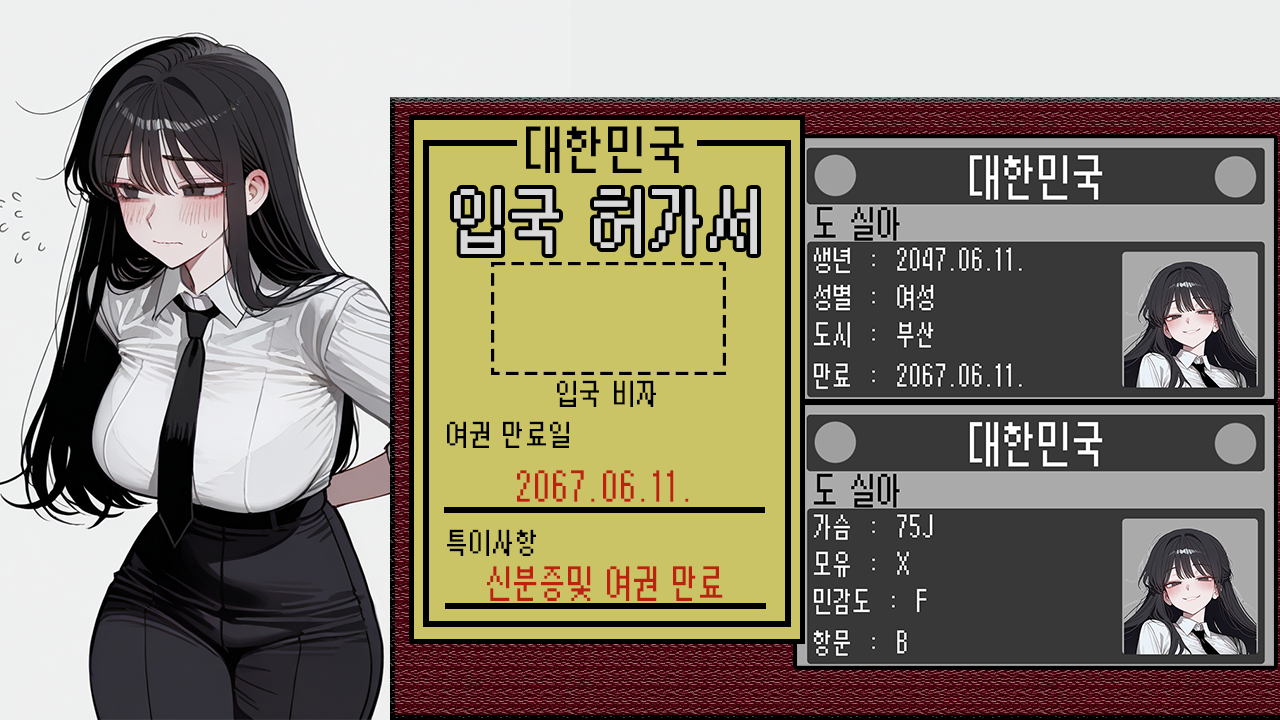 대한민국
입국 허가서
입국 비자
여권 만료일
2067.06.11.
특이사항
신분증및 여권 만료
대한민국
도 실아
생년 : 2047.06.11.
성별 : 여성
도시 : 부산
만료 : 2067.06.11.
대한민국
도 실아
가슴 : 75J
모유 : X
민감도 : F
항문 : B